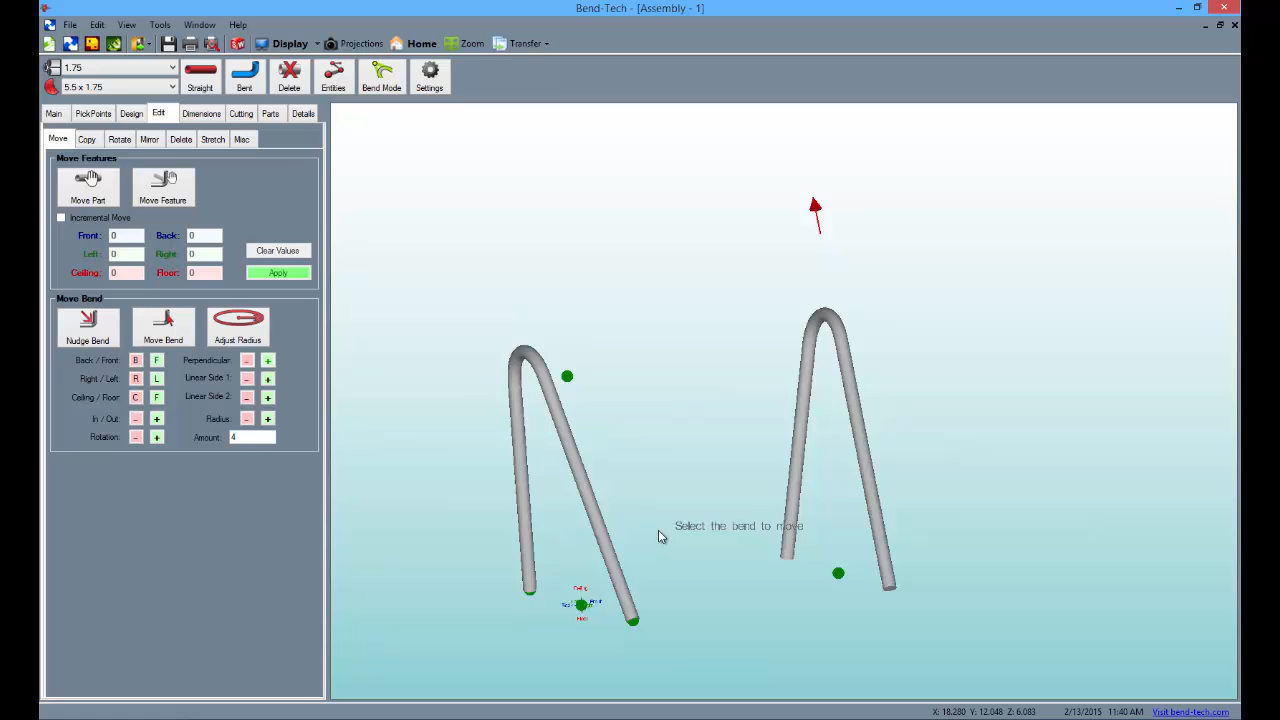 Bend-Tech - [Assembly - 1]
File Edit View Tools Window Help
Display Projections Home Zoom Transfer
1.75
5.5 x 1.75
Straight Bent Delete Entities Bend Mode Settings
Main PickPoints Design Edit Dimensions Cutting Parts Details
Move Copy Rotate Mirror Delete Stretch Misc
Move Features
Move Part Move Feature
Incremental Move
Front: 0 Back: 0
Left: 0 Right: 0
Ceiling: 0 Floor: 0
Clear Values
Apply
Move Bend
Nudge Bend Move Bend Adjust Radius
Back / Front: B F Perpendicular: - +
Right / Left: R L Linear Side 1: - +
Ceiling / Floor: C F Linear Side 2: - +
In / Out: - + Radius: - +
Rotation: - + Amount: 4
Select the bend to move
Ceiling
Front
Floor
X: 18.280 Y: 12.048 Z: 6.083 2/13/2015 11:40 AM Visit bend-tech.com